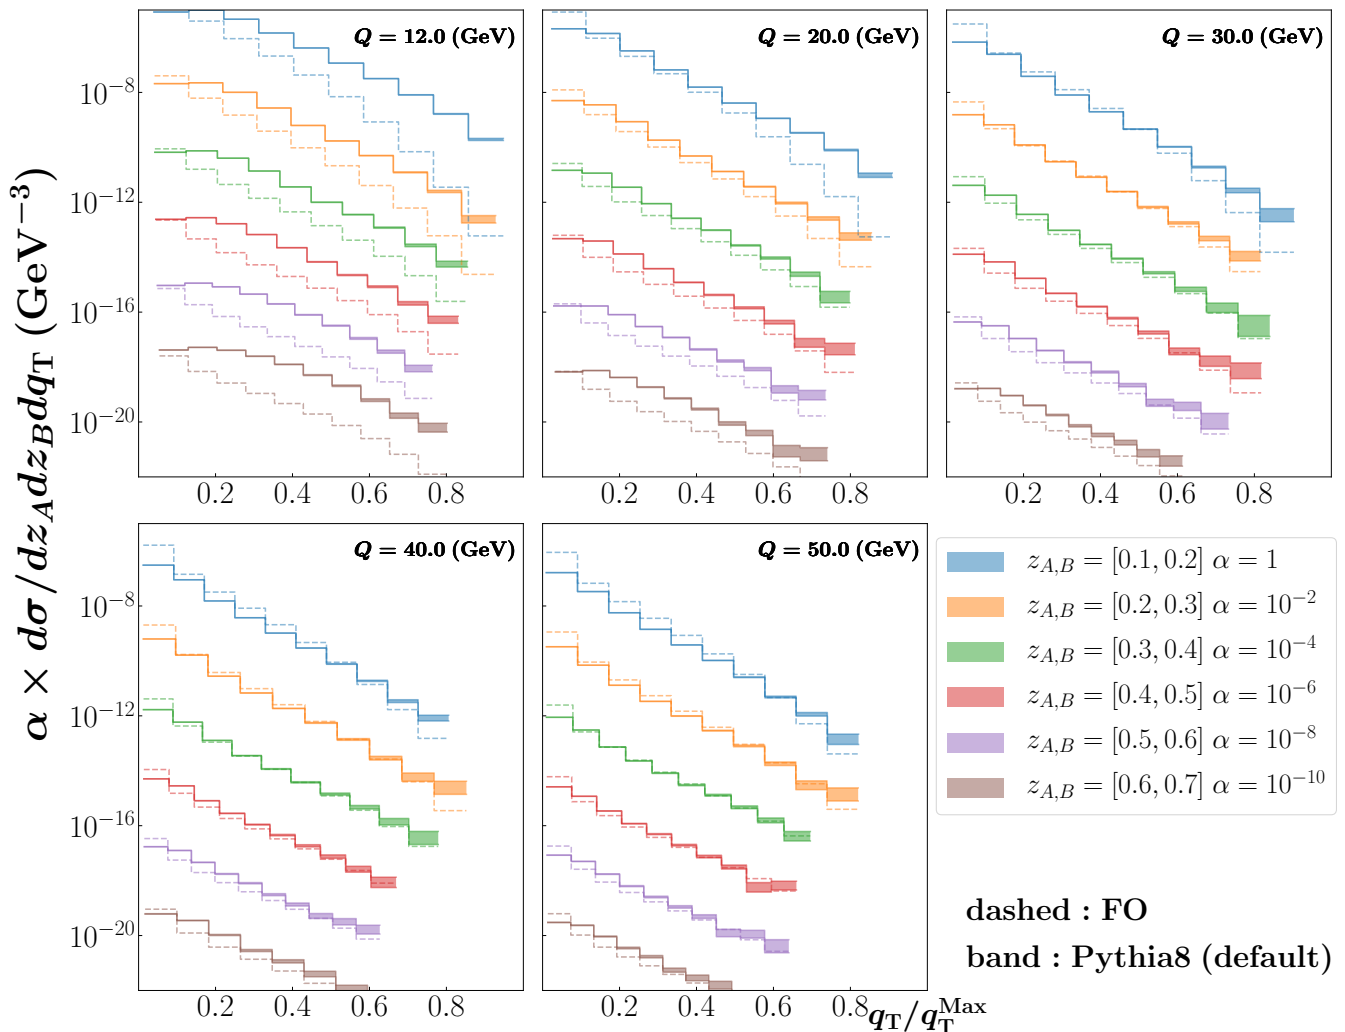 α × dσ/dz_A dz_B dq_T (GeV⁻³)
Q = 12.0 (GeV)
Q = 20.0 (GeV)
Q = 30.0 (GeV)
10⁻⁸
10⁻¹²
10⁻¹⁶
10⁻²⁰
0.2 0.4 0.6 0.8
0.2 0.4 0.6 0.8
0.2 0.4 0.6 0.8
Q = 40.0 (GeV)
Q = 50.0 (GeV)
10⁻⁸
10⁻¹²
10⁻¹⁶
10⁻²⁰
0.2 0.4 0.6 0.8
0.2 0.4 0.6 0.8
q_T/q_T^Max
z_{A,B} = [0.1, 0.2] α = 1
z_{A,B} = [0.2, 0.3] α = 10⁻²
z_{A,B} = [0.3, 0.4] α = 10⁻⁴
z_{A,B} = [0.4, 0.5] α = 10⁻⁶
z_{A,B} = [0.5, 0.6] α = 10⁻⁸
z_{A,B} = [0.6, 0.7] α = 10⁻¹⁰
dashed : FO
band : Pythia8 (default)